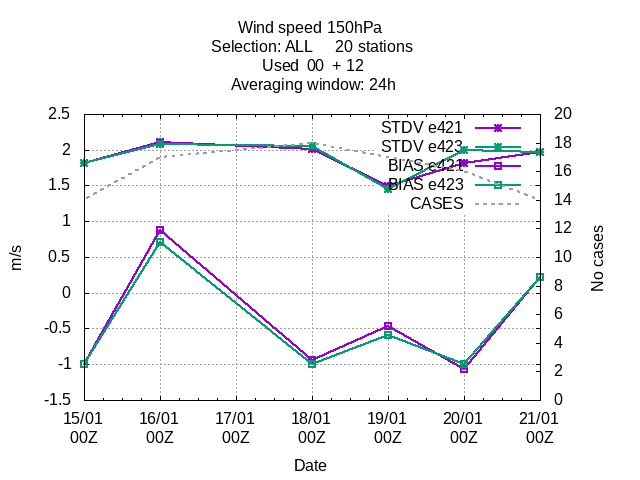 Wind speed 150hPa
Selection: ALL 20 stations
Used 00 + 12
Averaging window: 24h
2.5
2
1.5
1
0.5
0
-0.5
-1
-1.5
m/s
20
18
16
14
12
10
8
6
4
2
0
No cases
STDV e421
STDV e423
BIAS e421
BIAS e423
CASES
15/01 16/01 17/01 18/01 19/01 20/01 21/01
00Z 00Z 00Z 00Z 00Z 00Z 00Z
Date